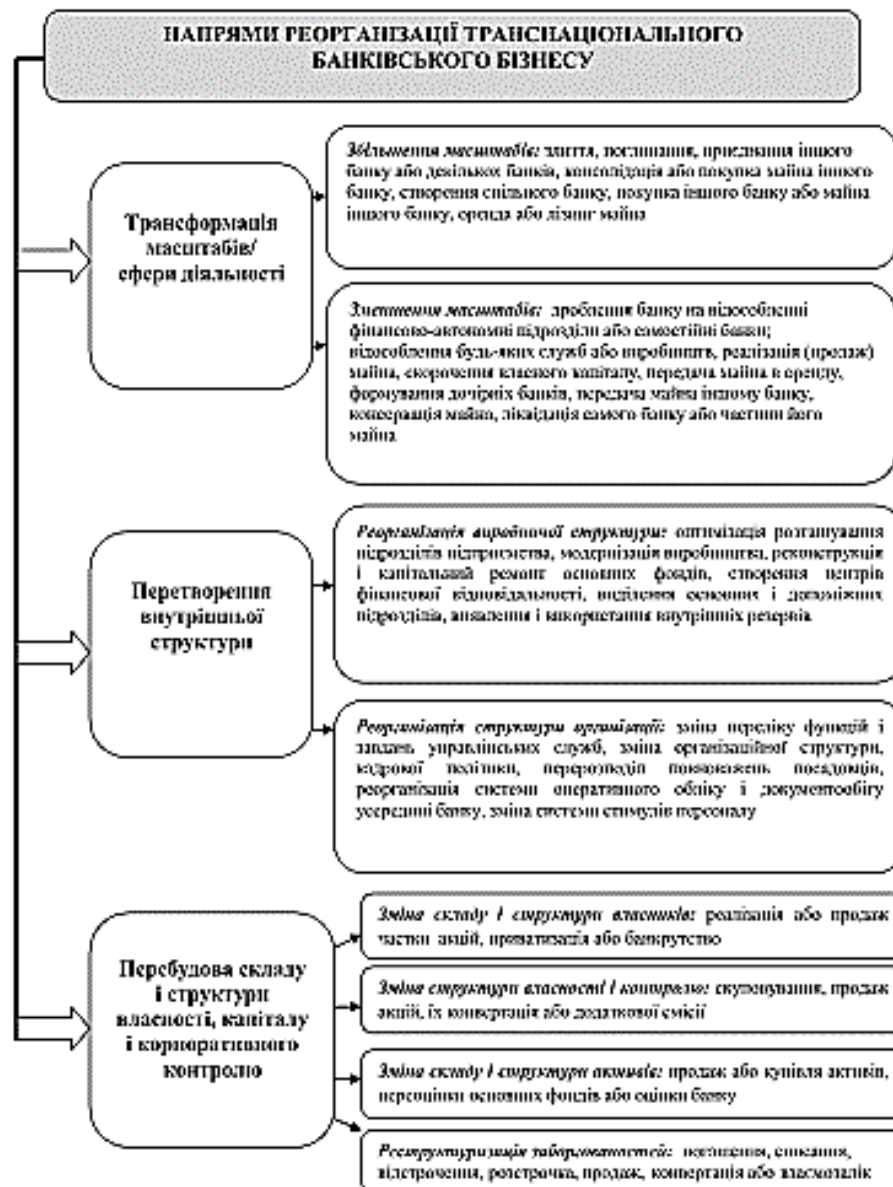 НАПРЯМИ РЕОРГАНІЗАЦІЇ ТРАНСНАЦІОНАЛЬНОГО
БАНКІВСЬКОГО БІЗНЕСУ
Трансформація
масштабів/
сфери діяльності
Збільшення масштабів: злиття, поглинання, приєднання іншого
банку або декількох банків, консолідація або покупка майна іншого
банку, створення спільного банку, покупка іншого банку або майна
іншого банку, оренда або лізинг майна
Зменшення масштабів: дроблення банку на відособленні
фінансово-автономні підрозділи або самостійні банки;
відособлення будь-яких служб або виробництв, реалізація (продаж)
майна, скорочення власного капіталу, передача майна в оренду,
формування дочірніх банків, передача майна іншому банку,
консервація майна, ліквідація самого банку або частини його
майна
Перетворення
внутрішньої
структури
Реорганізація виробничої структури: оптимізація розташування
підрозділів підприємства, модернізація виробництва, реконструкція
і капітальний ремонт основних фондів, створення центрів
фінансової відповідальності, виділення основних і допоміжних
підрозділів, виявлення і використання внутрішніх резервів
Реорганізація структури організації: зміна переліку функцій і
завдань управлінських служб, зміна організаційної структури,
кадрової політики, перерозподіл повноважень посадовців,
реорганізація системи оперативного обліку і документообігу
усередині банку, зміна системи стимулів персоналу
Перебудова складу
і структури
власності, капіталу
і корпоративного
контролю
Зміна складу і структури власників: реалізація або продаж
частки акцій, приватизація або банкрутство
Зміна структури власності і контролю: скуповування, продаж
акцій, їх конвертація або додаткової емісії
Зміна складу і структури активів: продаж або купівля активів,
переоцінки основних фондів або оцінки банку
Реструктуризація заборгованостей: погашення, списання,
відстрочення, розстрочка, продаж, конвертація або взаємозалік